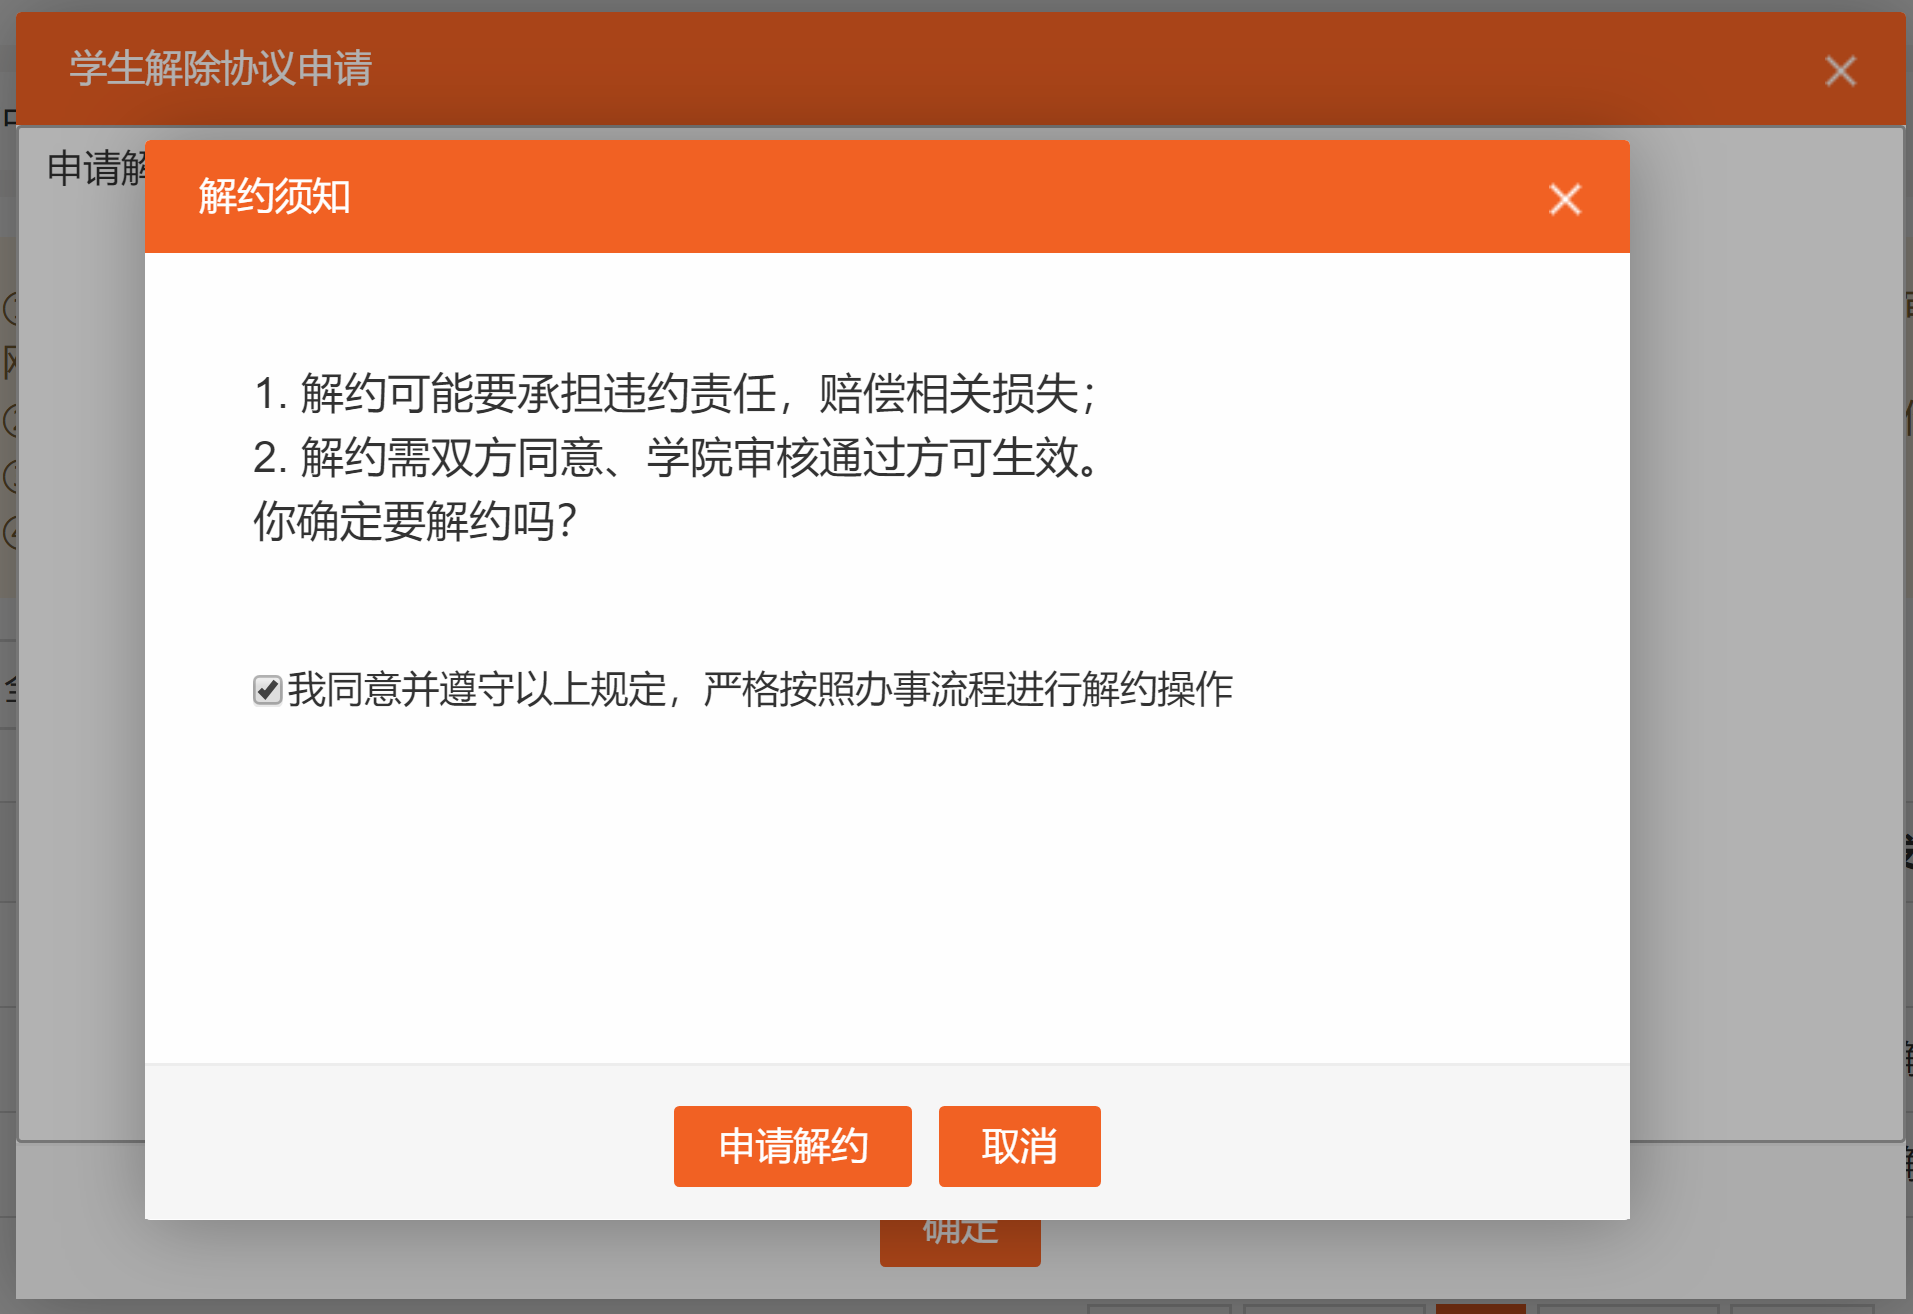 学生解除协议申请
申请解
解约须知
1. 解约可能要承担违约责任，赔偿相关损失；
2. 解约需双方同意、学院审核通过方可生效。
你确定要解约吗？
我同意并遵守以上规定，严格按照办事流程进行解约操作
申请解约 取消
确定